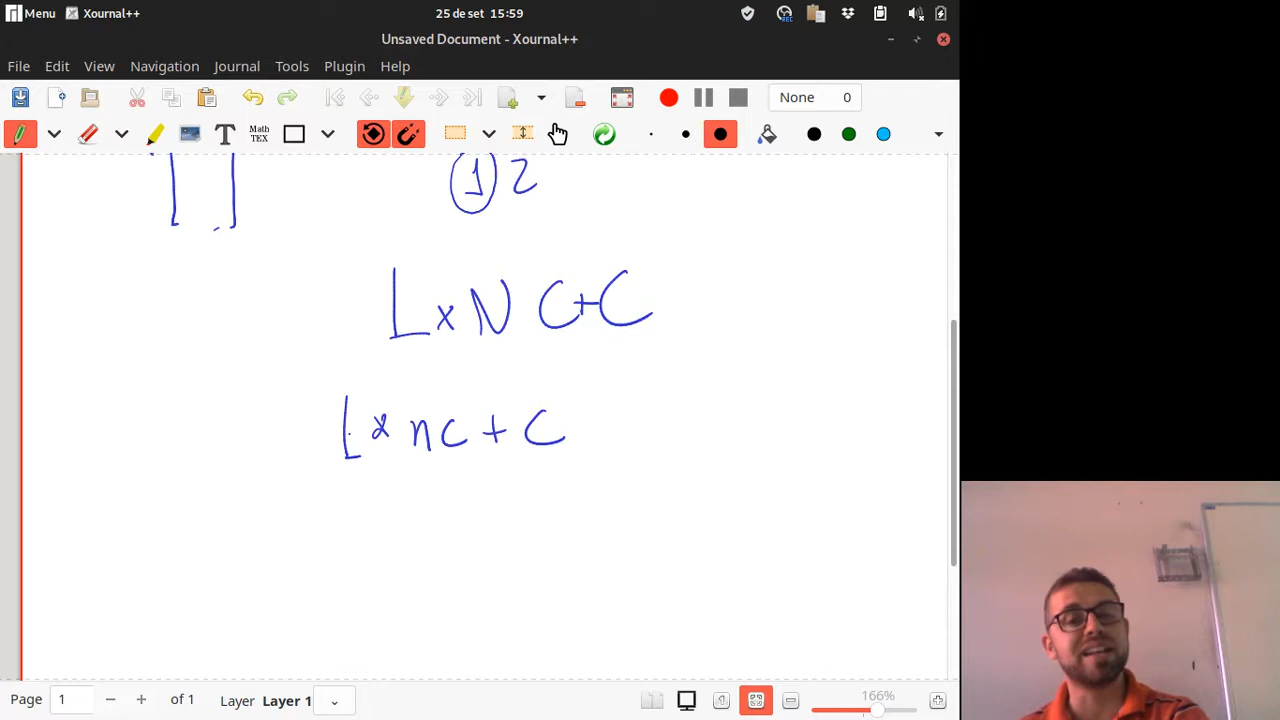 Menu Xournal++ 25 de set 15:59
Unsaved Document - Xournal++
File Edit View Navigation Journal Tools Plugin Help
None 0
T Math TEX
1 2
L x N C + C
L x n c + c
Page 1 of 1 Layer Layer 1 166%